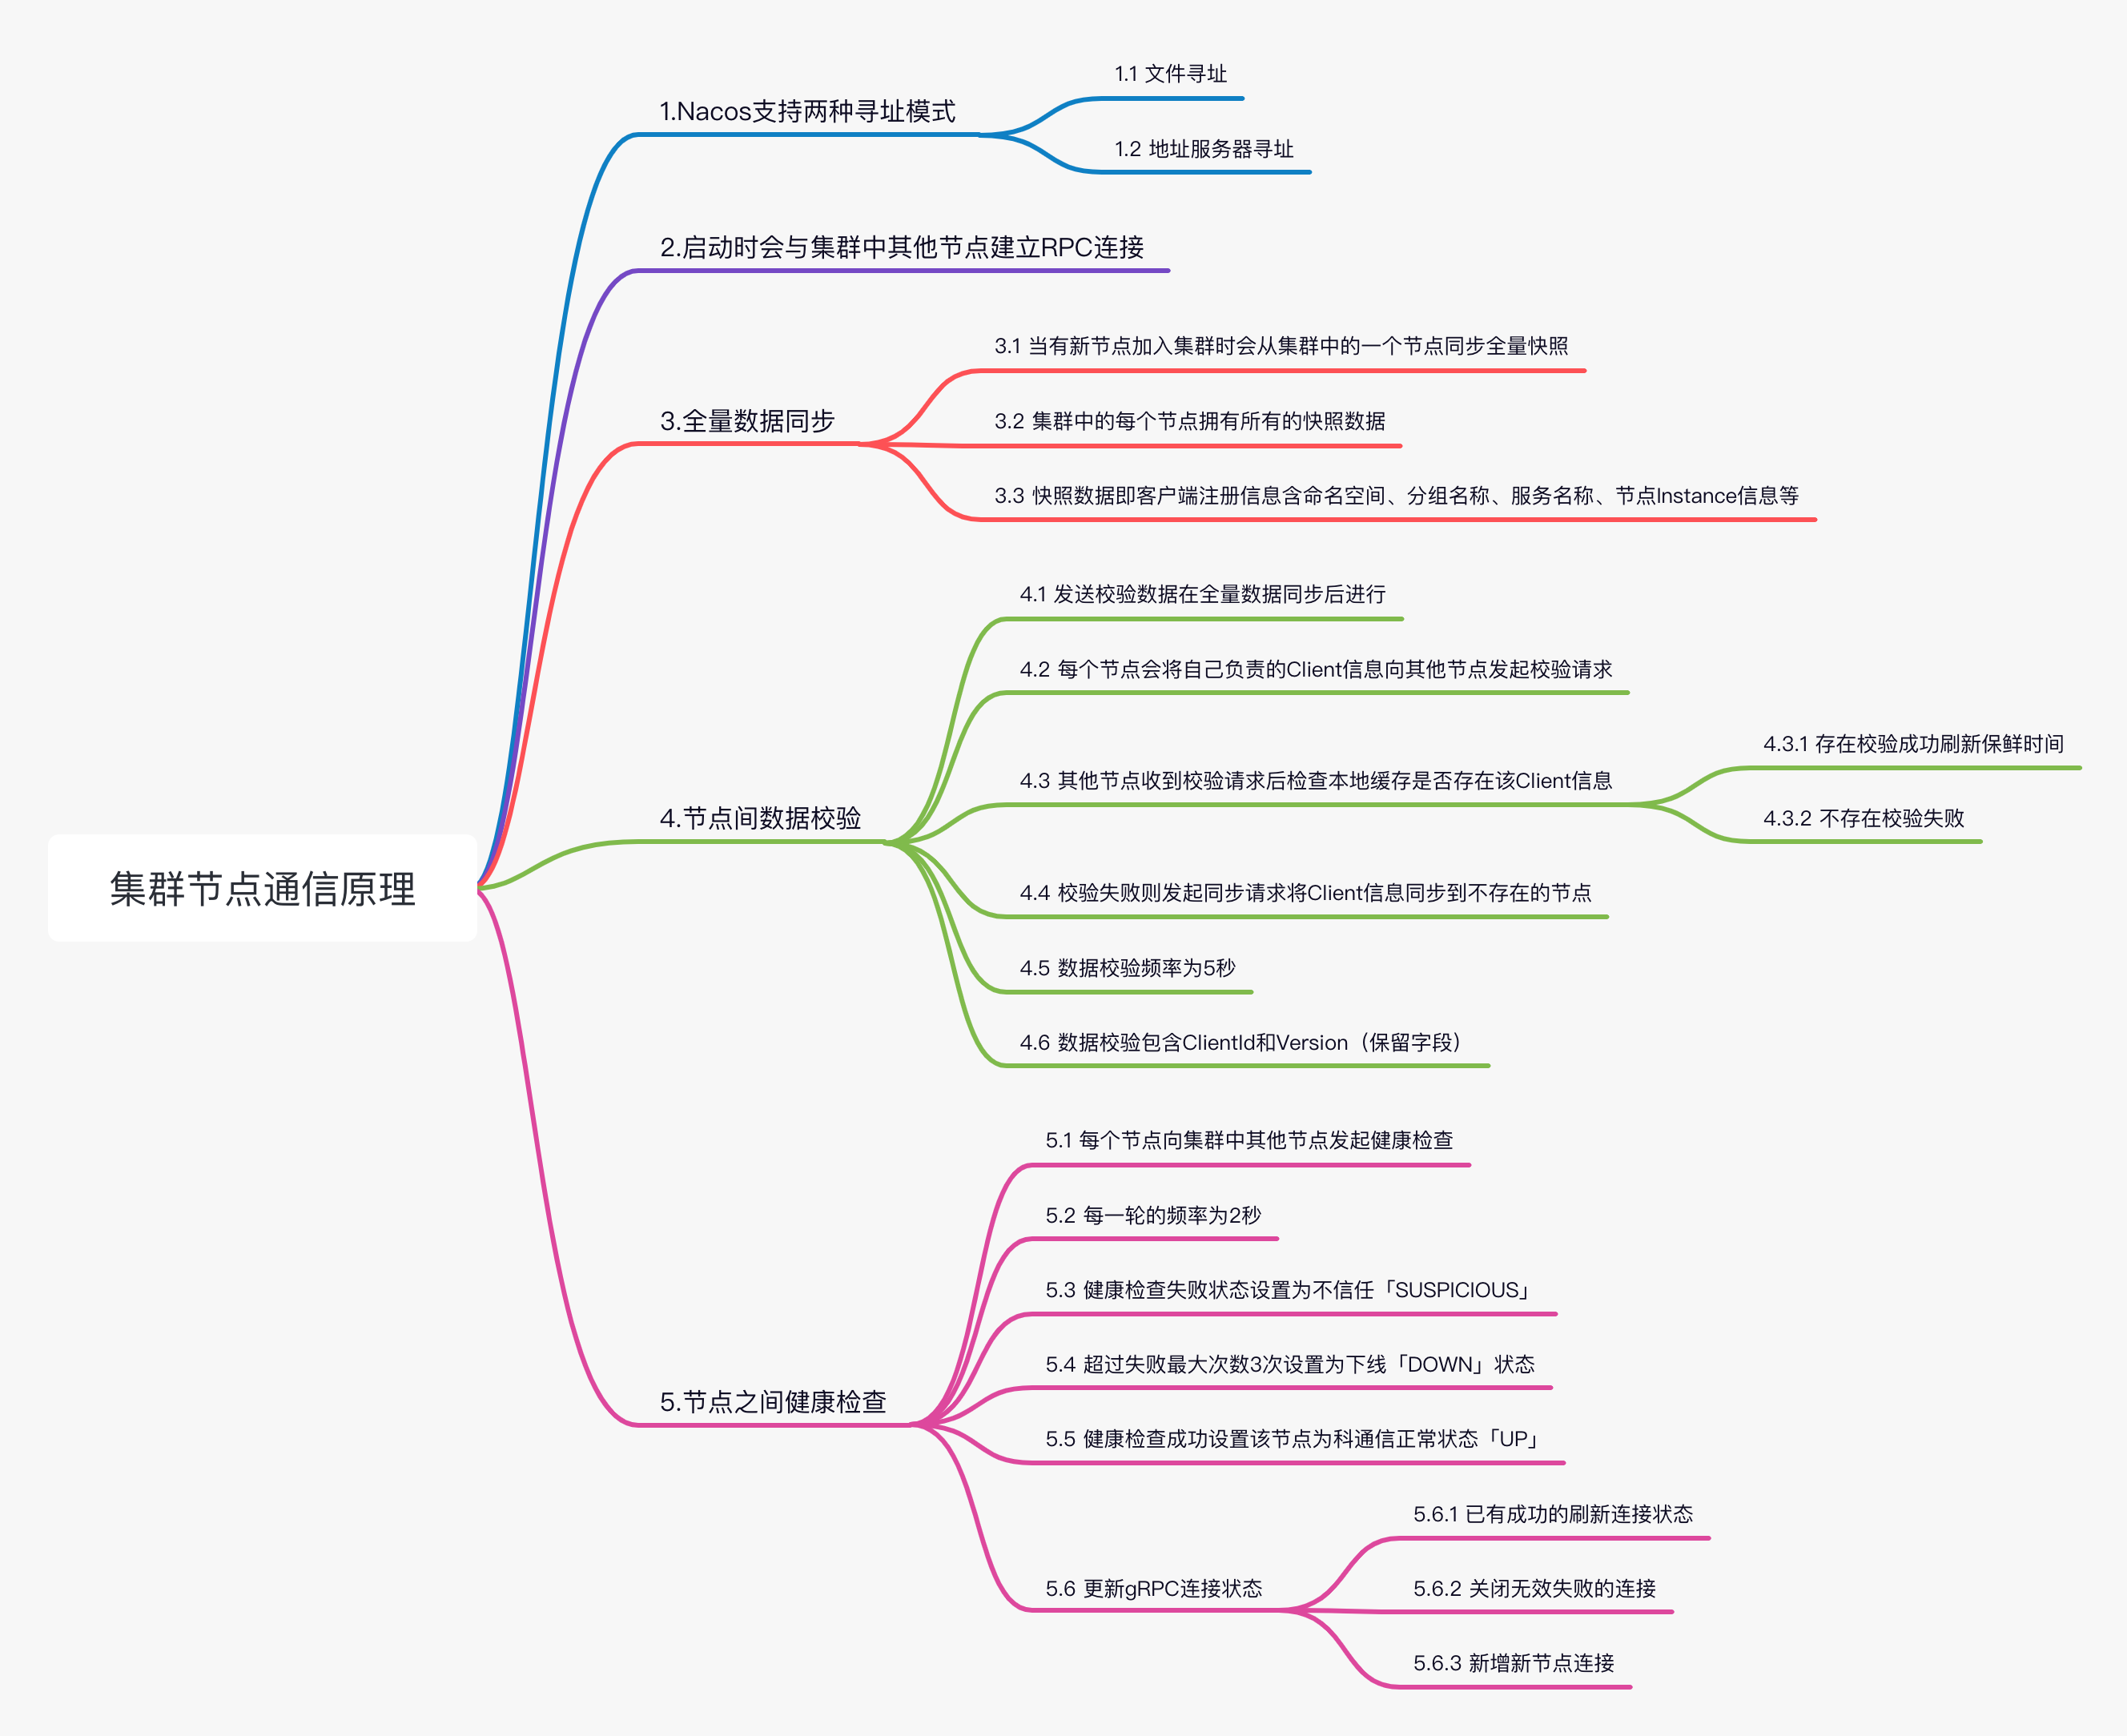 集群节点通信原理
1.Nacos支持两种寻址模式
1.1 文件寻址
1.2 地址服务器寻址
2.启动时会与集群中其他节点建立RPC连接
3.全量数据同步
3.1 当有新节点加入集群时会从集群中的一个节点同步全量快照
3.2 集群中的每个节点拥有所有的快照数据
3.3 快照数据即客户端注册信息含命名空间、分组名称、服务名称、节点Instance信息等
4.节点间数据校验
4.1 发送校验数据在全量数据同步后进行
4.2 每个节点会将自己负责的Client信息向其他节点发起校验请求
4.3 其他节点收到校验请求后检查本地缓存是否存在该Client信息
4.3.1 存在校验成功刷新保鲜时间
4.3.2 不存在校验失败
4.4 校验失败则发起同步请求将Client信息同步到不存在的节点
4.5 数据校验频率为5秒
4.6 数据校验包含ClientId和Version（保留字段）
5.节点之间健康检查
5.1 每个节点向集群中其他节点发起健康检查
5.2 每一轮的频率为2秒
5.3 健康检查失败状态设置为不信任「SUSPICIOUS」
5.4 超过失败最大次数3次设置为下线「DOWN」状态
5.5 健康检查成功设置该节点为科通信正常状态「UP」
5.6 更新gRPC连接状态
5.6.1 已有成功的刷新连接状态
5.6.2 关闭无效失败的连接
5.6.3 新增新节点连接